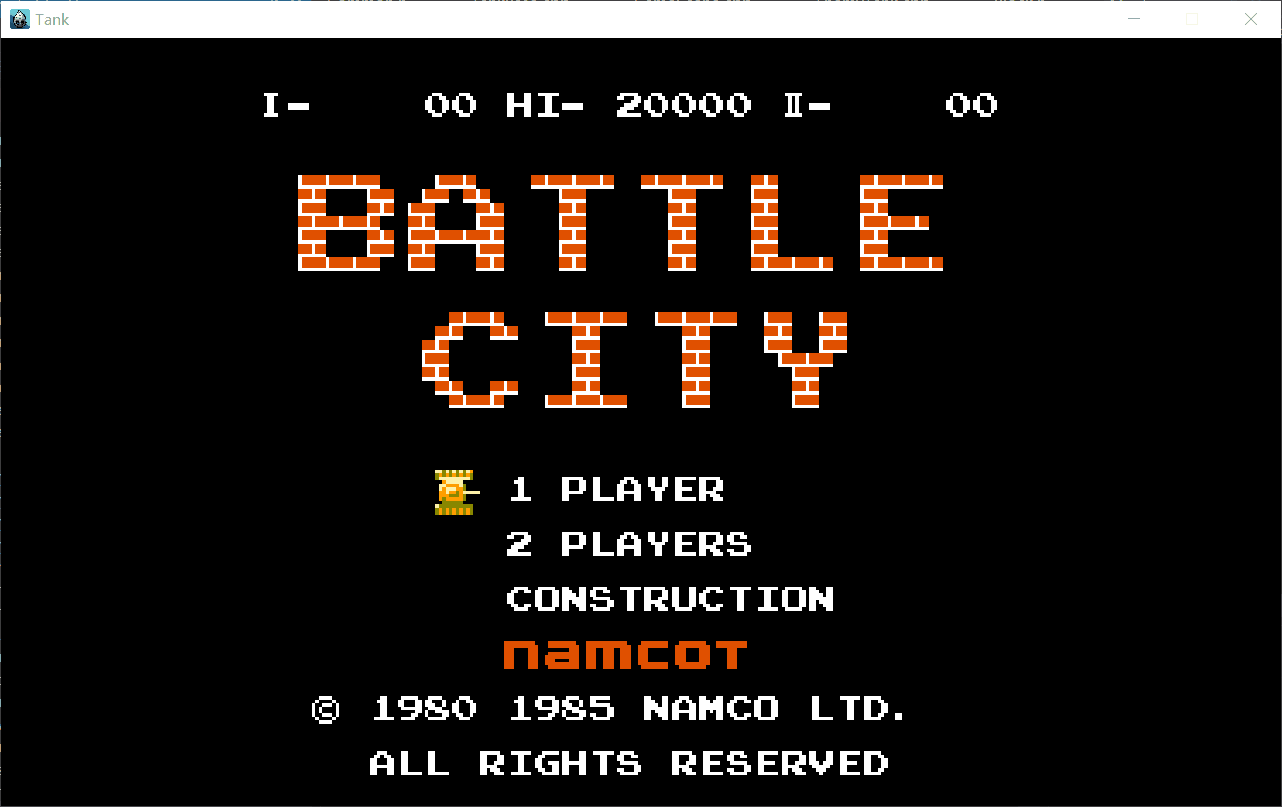 Tank
I- 00 HI- 20000 II- 00
BATTLE
CITY
1 PLAYER
2 PLAYERS
CONSTRUCTION
namcot
© 1980 1985 NAMCO LTD.
ALL RIGHTS RESERVED